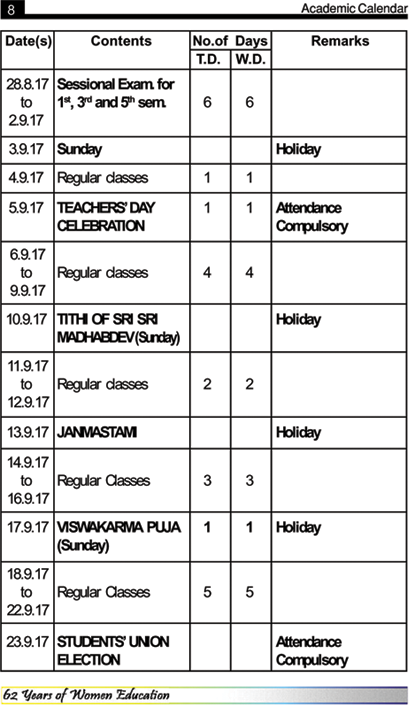 8 Academic Calendar
Date(s) Contents No.of Days Remarks
T.D. W.D.
28.8.17 Sessional Exam. for
to 1st, 3rd and 5th sem. 6 6
2.9.17
3.9.17 Sunday Holiday
4.9.17 Regular classes 1 1
5.9.17 TEACHERS' DAY 1 1 Attendance
CELEBRATION Compulsory
6.9.17
to Regular classes 4 4
9.9.17
10.9.17 TITHI OF SRI SRI Holiday
MADHABDEV (Sunday)
11.9.17
to Regular classes 2 2
12.9.17
13.9.17 JANMASTAMI Holiday
14.9.17
to Regular Classes 3 3
16.9.17
17.9.17 VISWAKARMA PUJA 1 1 Holiday
(Sunday)
18.9.17
to Regular Classes 5 5
22.9.17
23.9.17 STUDENTS' UNION Attendance
ELECTION Compulsory
62 Years of Women Education